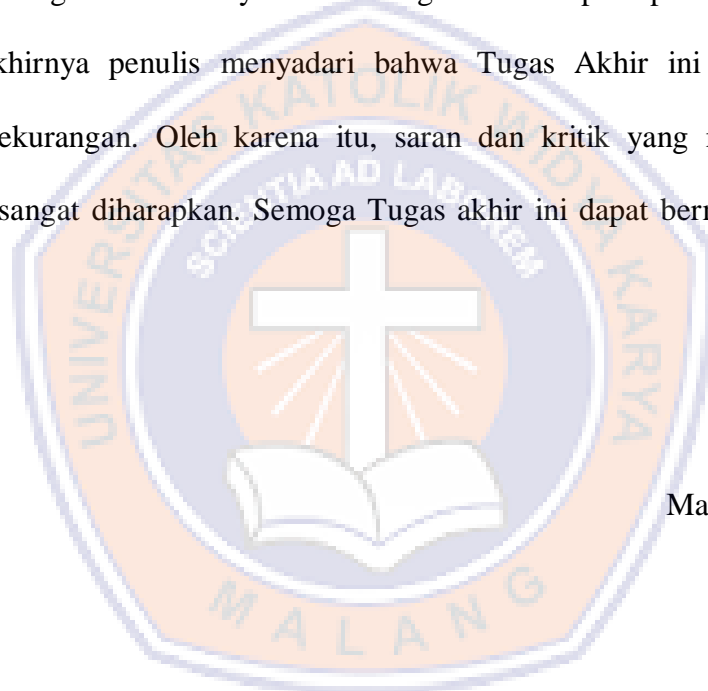 khirnya penulis menyadari bahwa Tugas Akhir ini
ekurangan. Oleh karena itu, saran dan kritik yang
sangat diharapkan. Semoga Tugas akhir ini dapat ber
Ma
UNIVERSITAS KATOLIK WIDYA KARYA
SCIENTIA AD LABOREM
MALANG